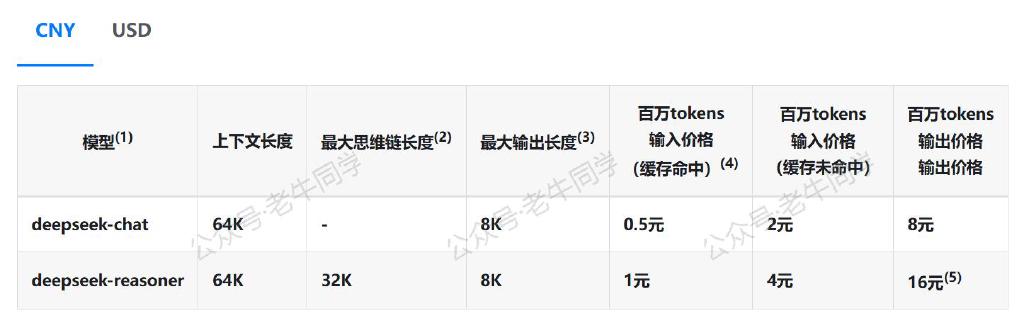 CNY USD
模型(1) 上下文长度 最大思维链长度(2) 最大输出长度(3) 百万tokens 输入价格 (缓存命中)(4) 百万tokens 输入价格 (缓存未命中) 百万tokens 输出价格 输出价格
deepseek-chat 64K - 8K 0.5元 2元 8元
deepseek-reasoner 64K 32K 8K 1元 4元 16元(5)
公众号·老牛同学
公众号·老牛同学
公众号·老牛同学